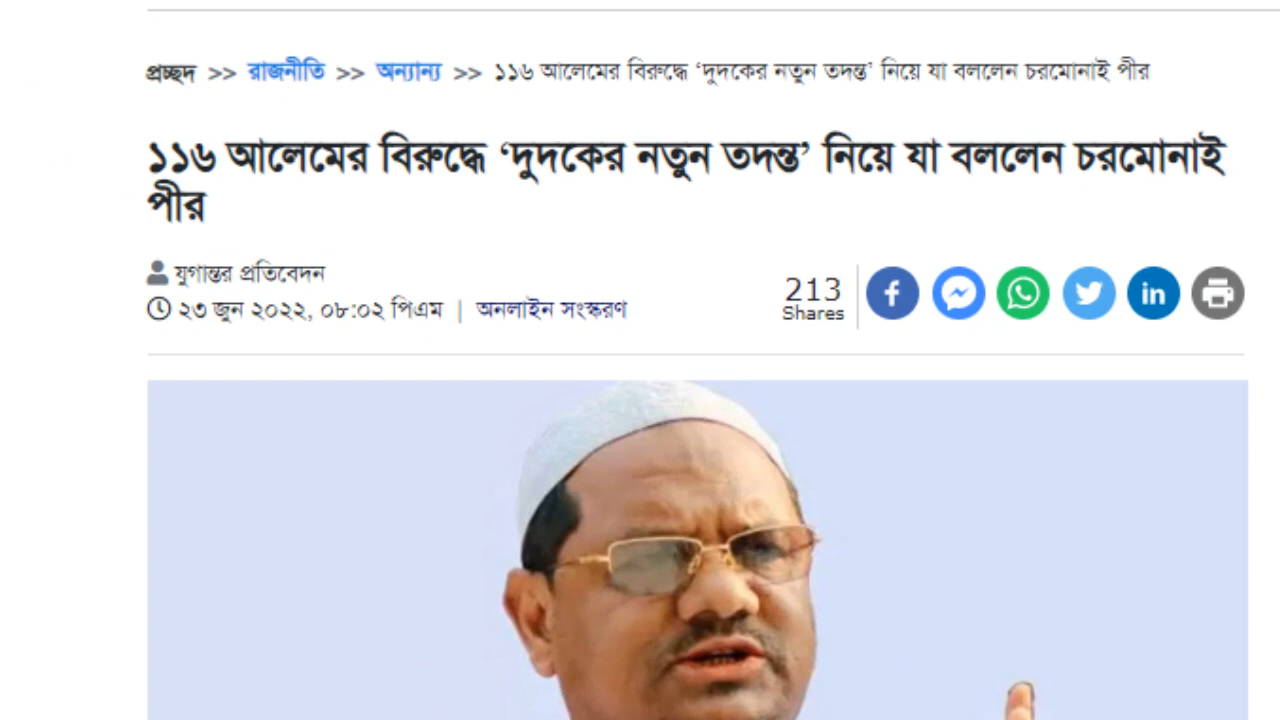 প্রচ্ছদ >> রাজনীতি >> অন্যান্য >> ১১৬ আলেমের বিরুদ্ধে ‘দুদকের নতুন তদন্ত’ নিয়ে যা বললেন চরমোনাই পীর
১১৬ আলেমের বিরুদ্ধে ‘দুদকের নতুন তদন্ত’ নিয়ে যা বললেন চরমোনাই
পীর
যুগান্তর প্রতিবেদন
২৩ জুন ২০২২, ০৮:০২ পিএম | অনলাইন সংস্করণ
213
Shares